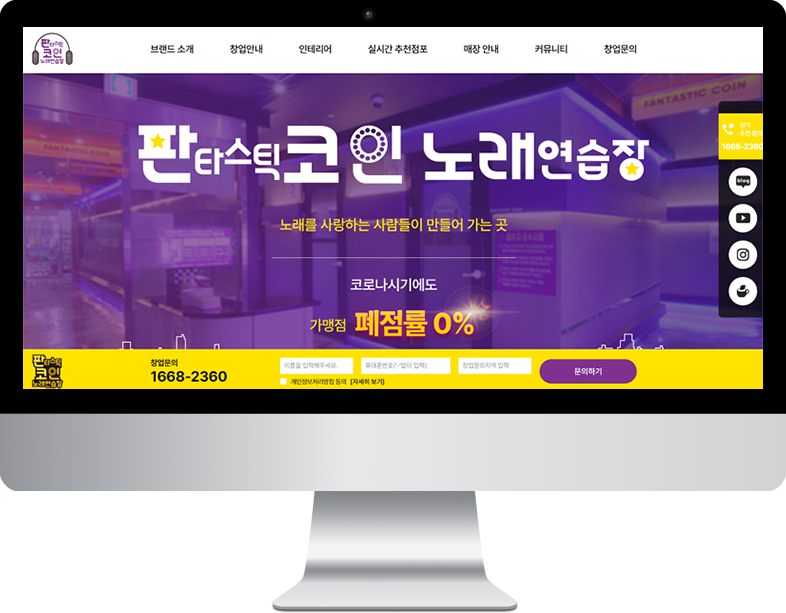 판타스틱
코인
노래연습장
브랜드 소개
창업안내
인테리어
실시간 추천점포
매장 안내
커뮤니티
창업문의
FANTASTIC COIN
판타스틱코인 노래연습장
상가
추천 문의
1668-2360
blog
노래를 사랑하는 사람들이 만들어 가는 곳
코로나시기에도
가맹점 폐점률 0%
판타스틱
코인
노래연습장
창업문의
1668-2360
이름을 입력해주세요.
휴대폰번호('-'없이 입력)
창업문의지역 입력
개인정보처리방침 동의 [자세히 보기]
문의하기